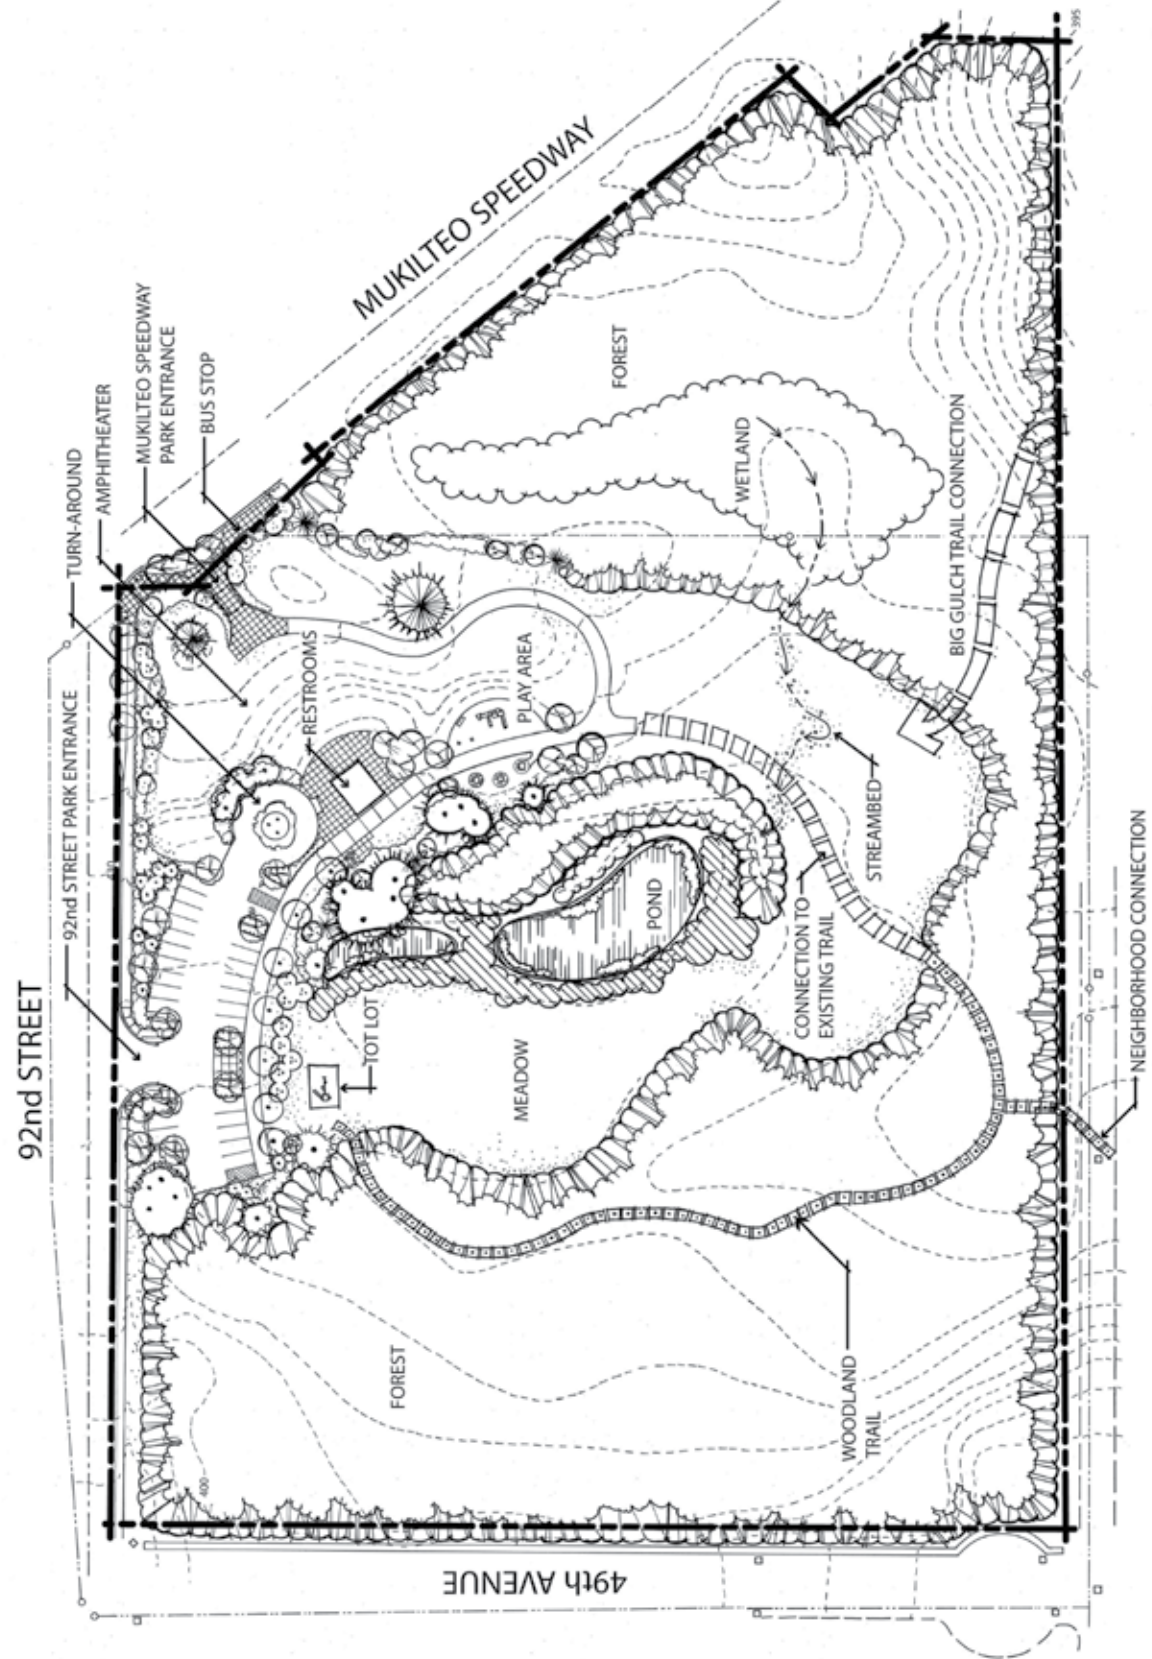 92nd STREET
92nd STREET PARK ENTRANCE
TURN-AROUND
AMPHITHEATER
MUKILTEO SPEEDWAY
PARK ENTRANCE
BUS STOP
MUKILTEO SPEEDWAY
RESTROOMS
PLAY AREA
FOREST
WETLAND
BIG GULCH TRAIL CONNECTION
STREAMBED
CONNECTION TO
EXISTING TRAIL
POND
TOT LOT
MEADOW
NEIGHBORHOOD CONNECTION
WOODLAND
TRAIL
FOREST
400
395
49th AVENUE